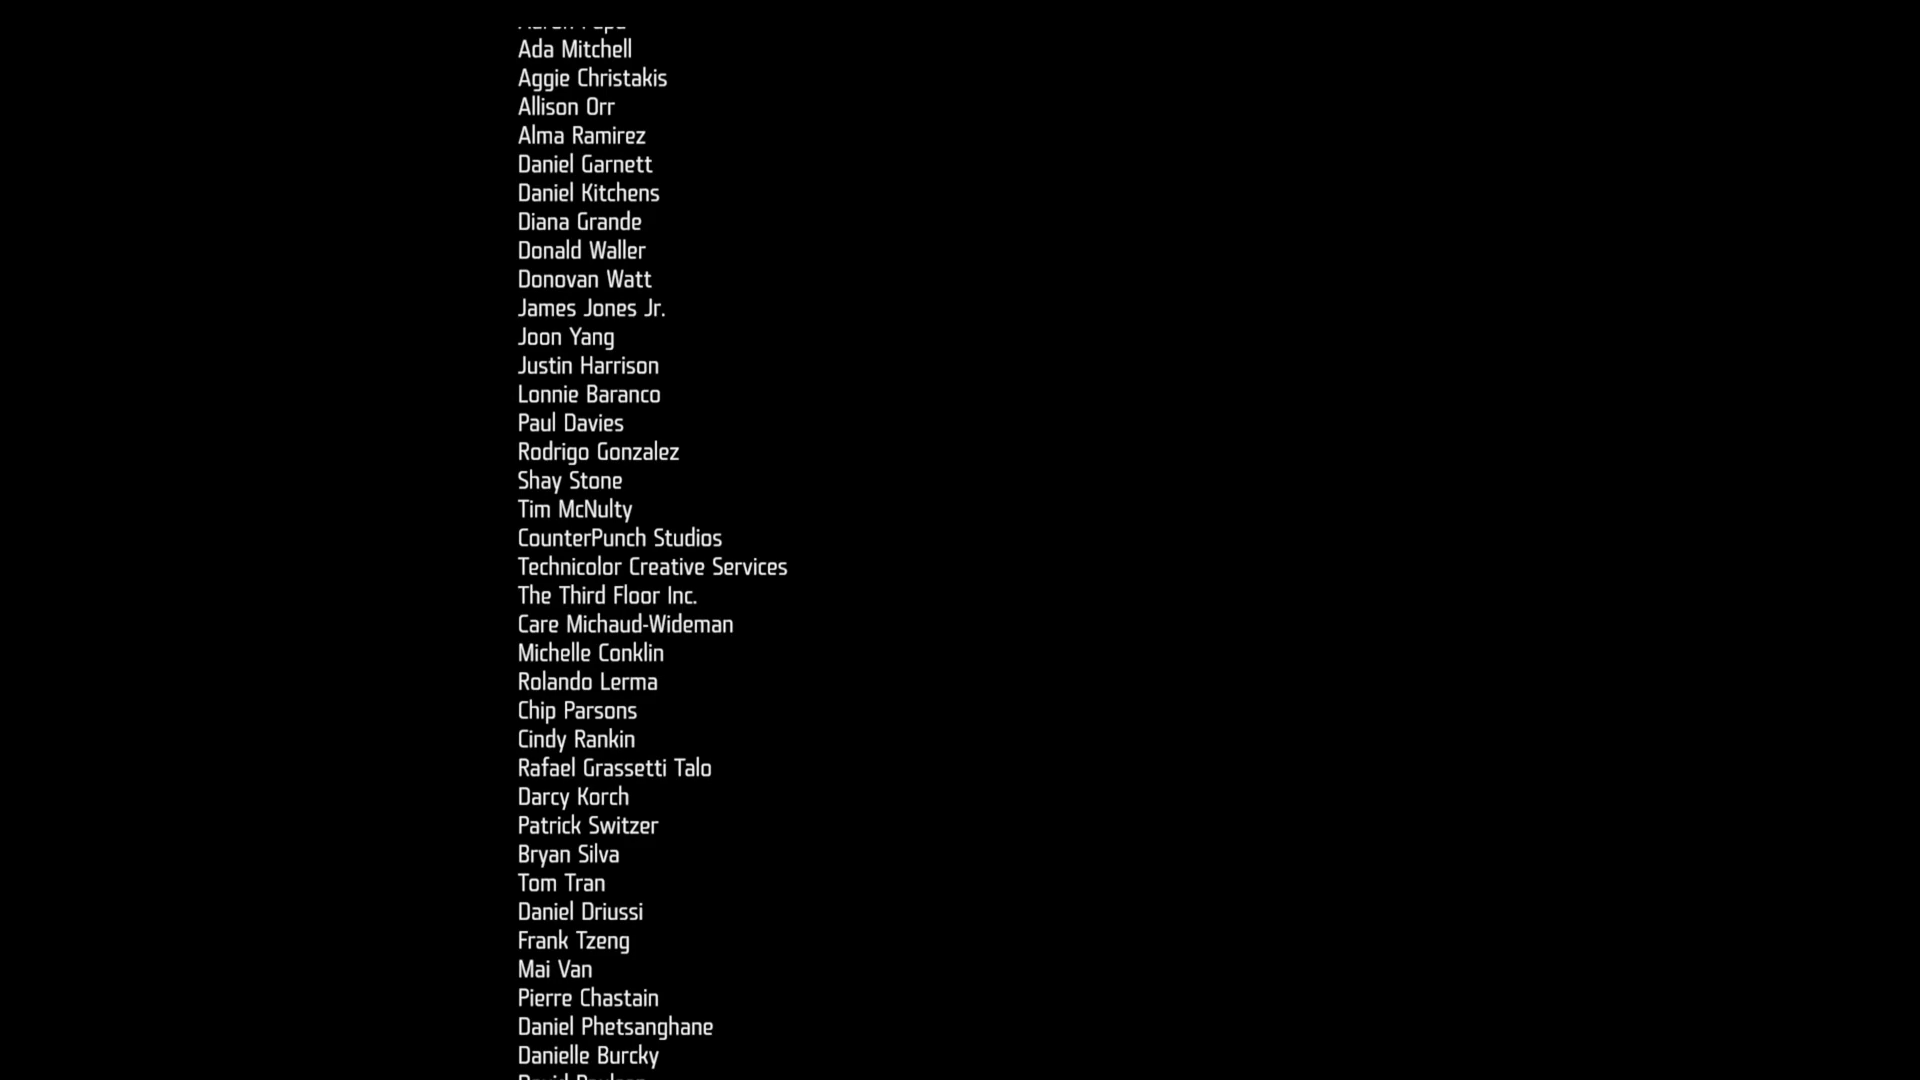 Ada Mitchell
Aggie Christakis
Allison Orr
Alma Ramirez
Daniel Garnett
Daniel Kitchens
Diana Grande
Donald Waller
Donovan Watt
James Jones Jr.
Joon Yang
Justin Harrison
Lonnie Baranco
Paul Davies
Rodrigo Gonzalez
Shay Stone
Tim McNulty
CounterPunch Studios
Technicolor Creative Services
The Third Floor Inc.
Care Michaud-Wideman
Michelle Conklin
Rolando Lerma
Chip Parsons
Cindy Rankin
Rafael Grassetti Talo
Darcy Korch
Patrick Switzer
Bryan Silva
Tom Tran
Daniel Driussi
Frank Tzeng
Mai Van
Pierre Chastain
Daniel Phetsanghane
Danielle Burcky